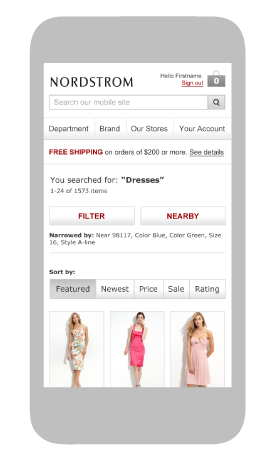 NORDSTROM
Hello Firstname.
Sign out
0
Search our mobile site
Department Brand Our Stores Your Account
FREE SHIPPING on orders of $200 or more. See details
You searched for: “Dresses”
1-24 of 1573 items
FILTER NEARBY
Narrowed by: Near 98117, Color Blue, Color Green, Size
16, Style A-line
Sort by:
Featured Newest Price Sale Rating